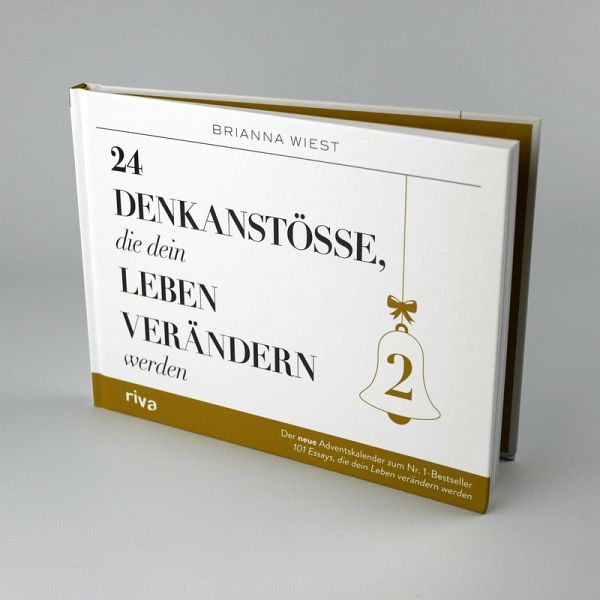 BRIANNA WIEST
24
DENKANSTÖSSE,
die dein
LEBEN
VERÄNDERN
werden
2
riva
Der neue Adventskalender zum Nr. 1-Bestseller
101 Essays, die dein Leben verändern werden